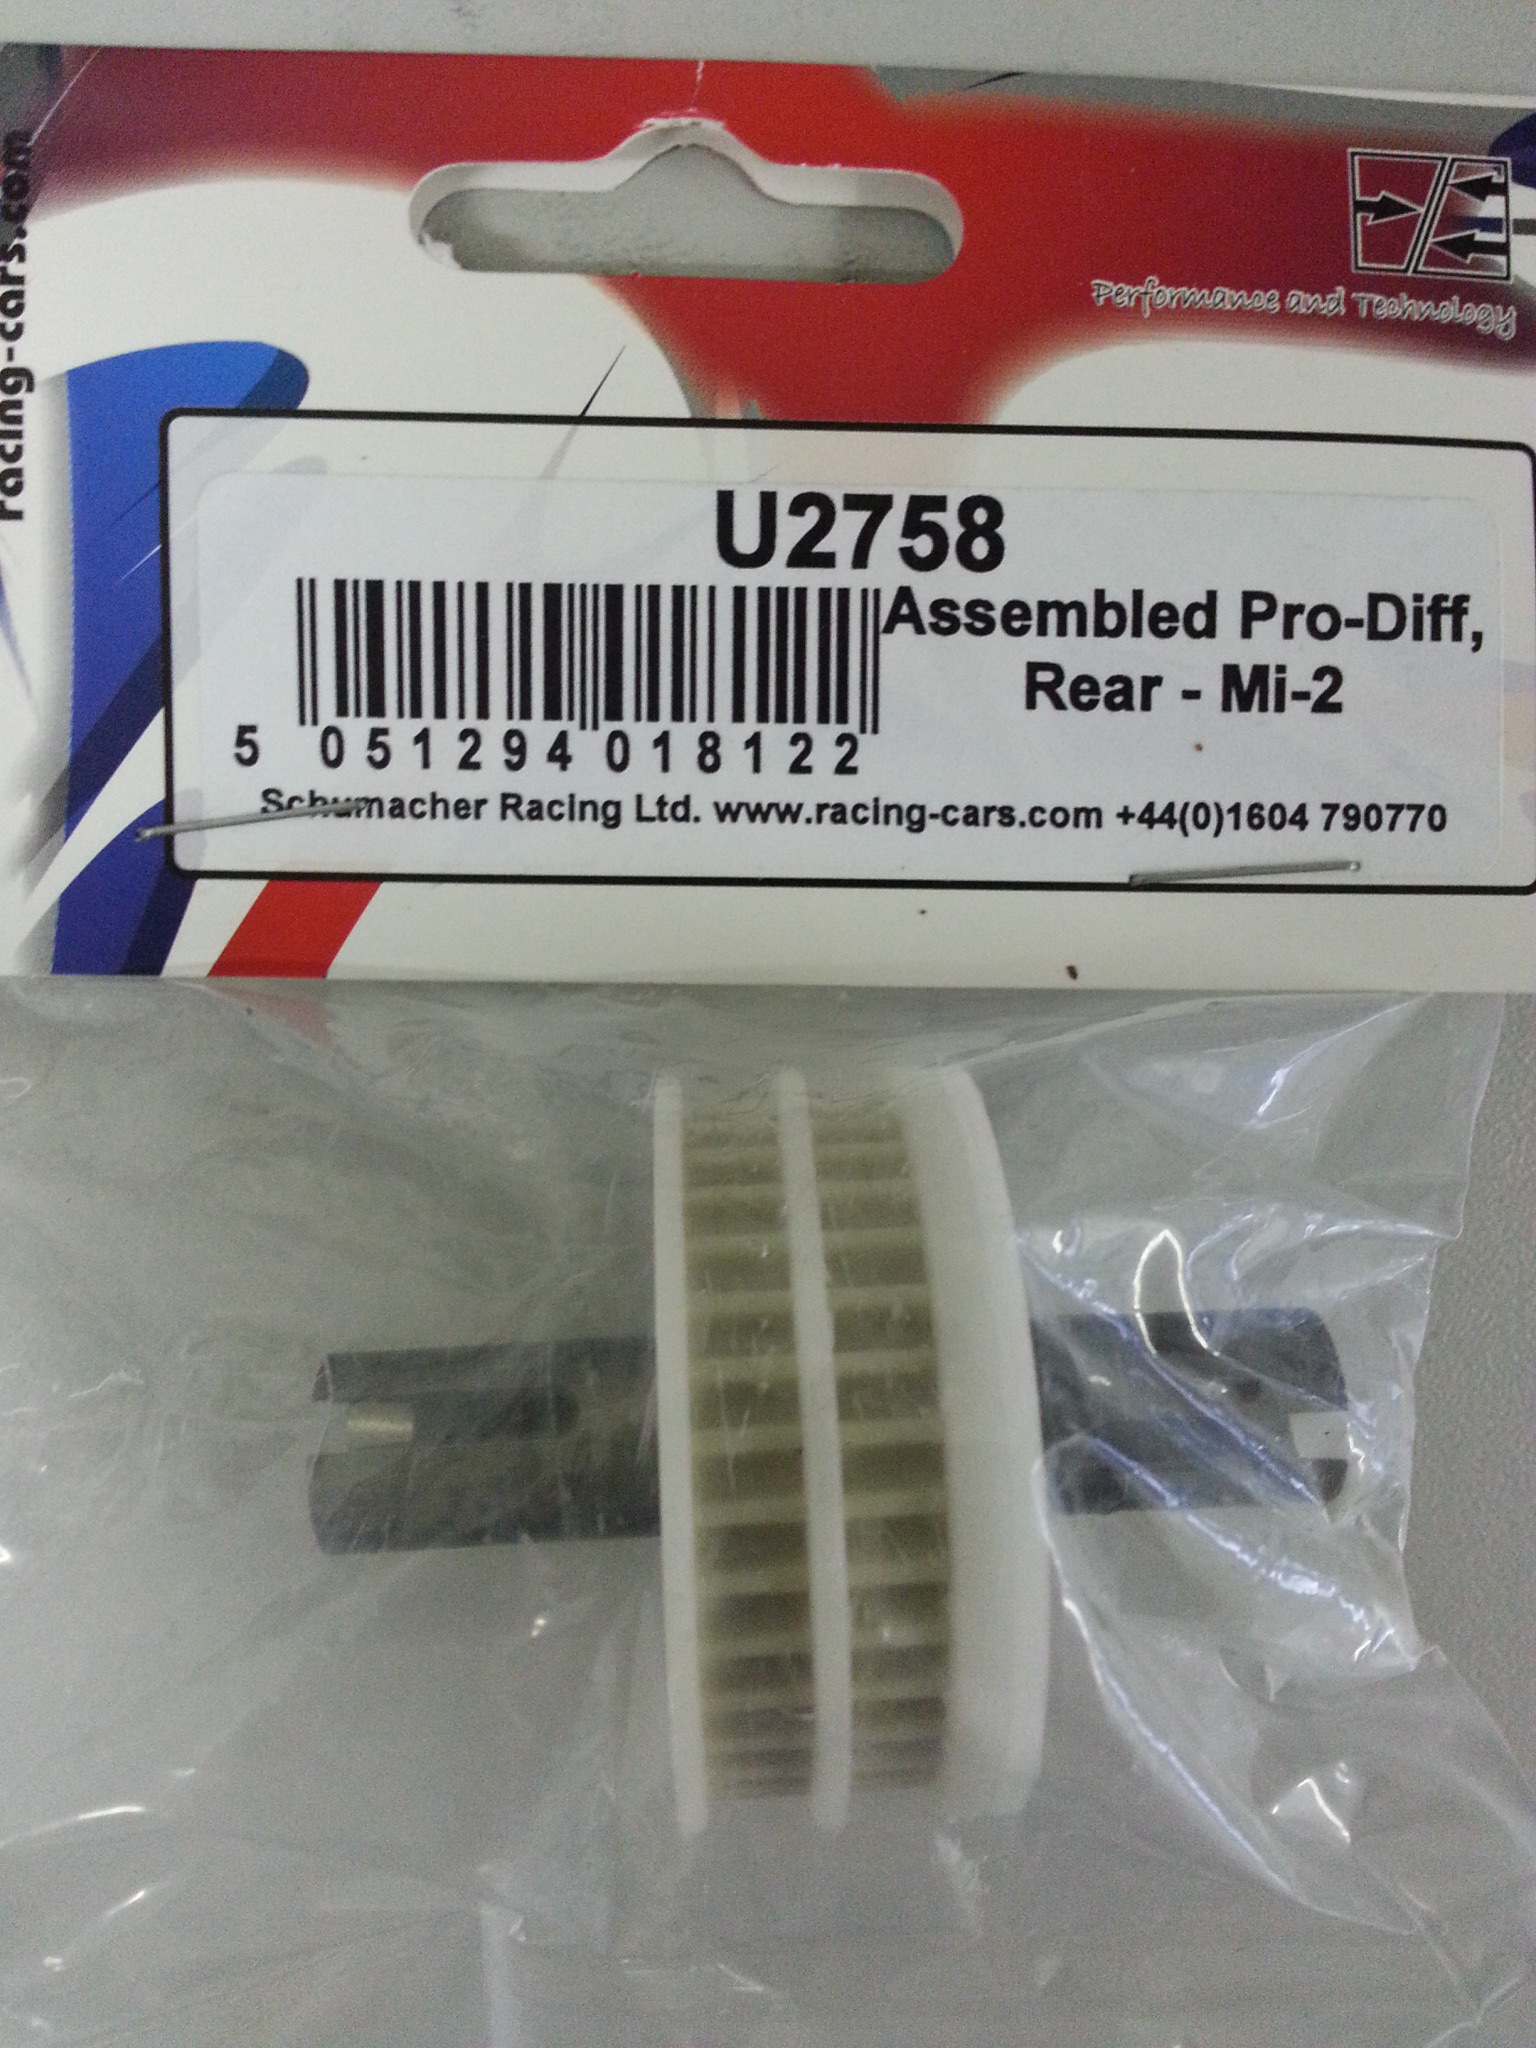 racing-cars.com
Performance and Technology
U2758
Assembled Pro-Diff,
Rear - Mi-2
5 051294 018122
Schumacher Racing Ltd. www.racing-cars.com +44(0)1604 790770